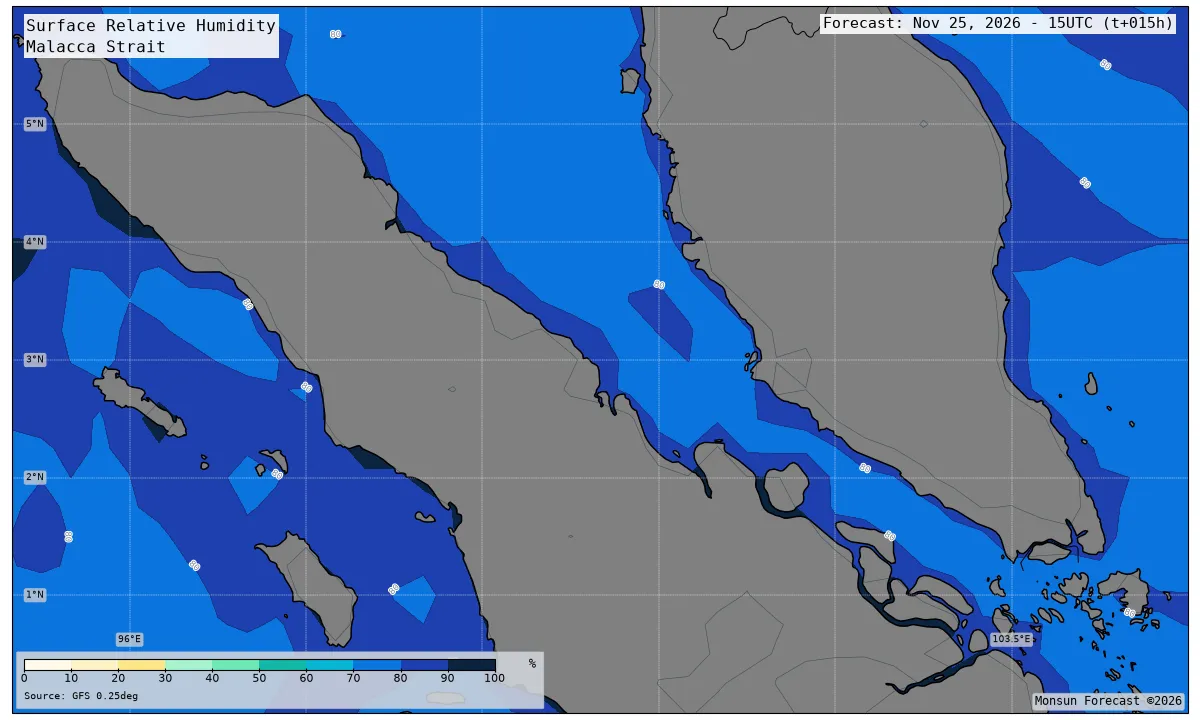 Surface Relative Humidity
Malacca Strait
Forecast: Nov 25, 2026 - 15UTC (t+015h)
80
80
5°N
80
4°N
80
80
3°N
80
80
2°N
80
80
80
80
80
1°N
80
96°E
103.5°E
%
0 10 20 30 40 50 60 70 80 90 100
Source: GFS 0.25deg
Monsun Forecast ©2026